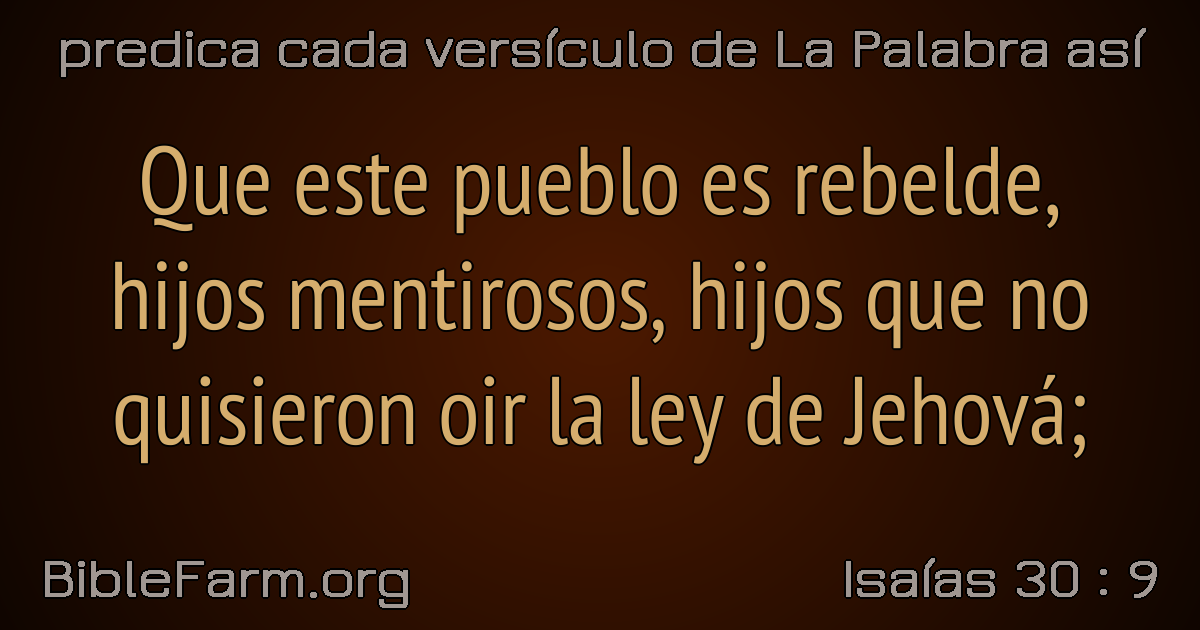 predica cada versículo de La Palabra así
Que este pueblo es rebelde,
hijos mentirosos, hijos que no
quisieron oir la ley de Jehová;
BibleFarm.org
Isaías 30 : 9